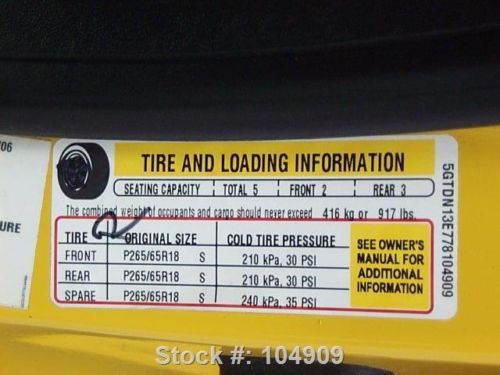 /06
URE
TIRE AND LOADING INFORMATION
SEATING CAPACITY TOTAL 5 FRONT 2 REAR 3
The combined weight of occupants and cargo should never exceed 416 kg or 917 lbs.
TIRE ORIGINAL SIZE COLD TIRE PRESSURE
FRONT P265/65R18 S 210 kPa, 30 PSI
REAR P265/65R18 S 210 kPa, 30 PSI
SPARE P265/65R18 S 240 kPa, 35 PSI
SEE OWNER'S
MANUAL FOR
ADDITIONAL
INFORMATION
5GTDN13E778104909
Stock #: 104909